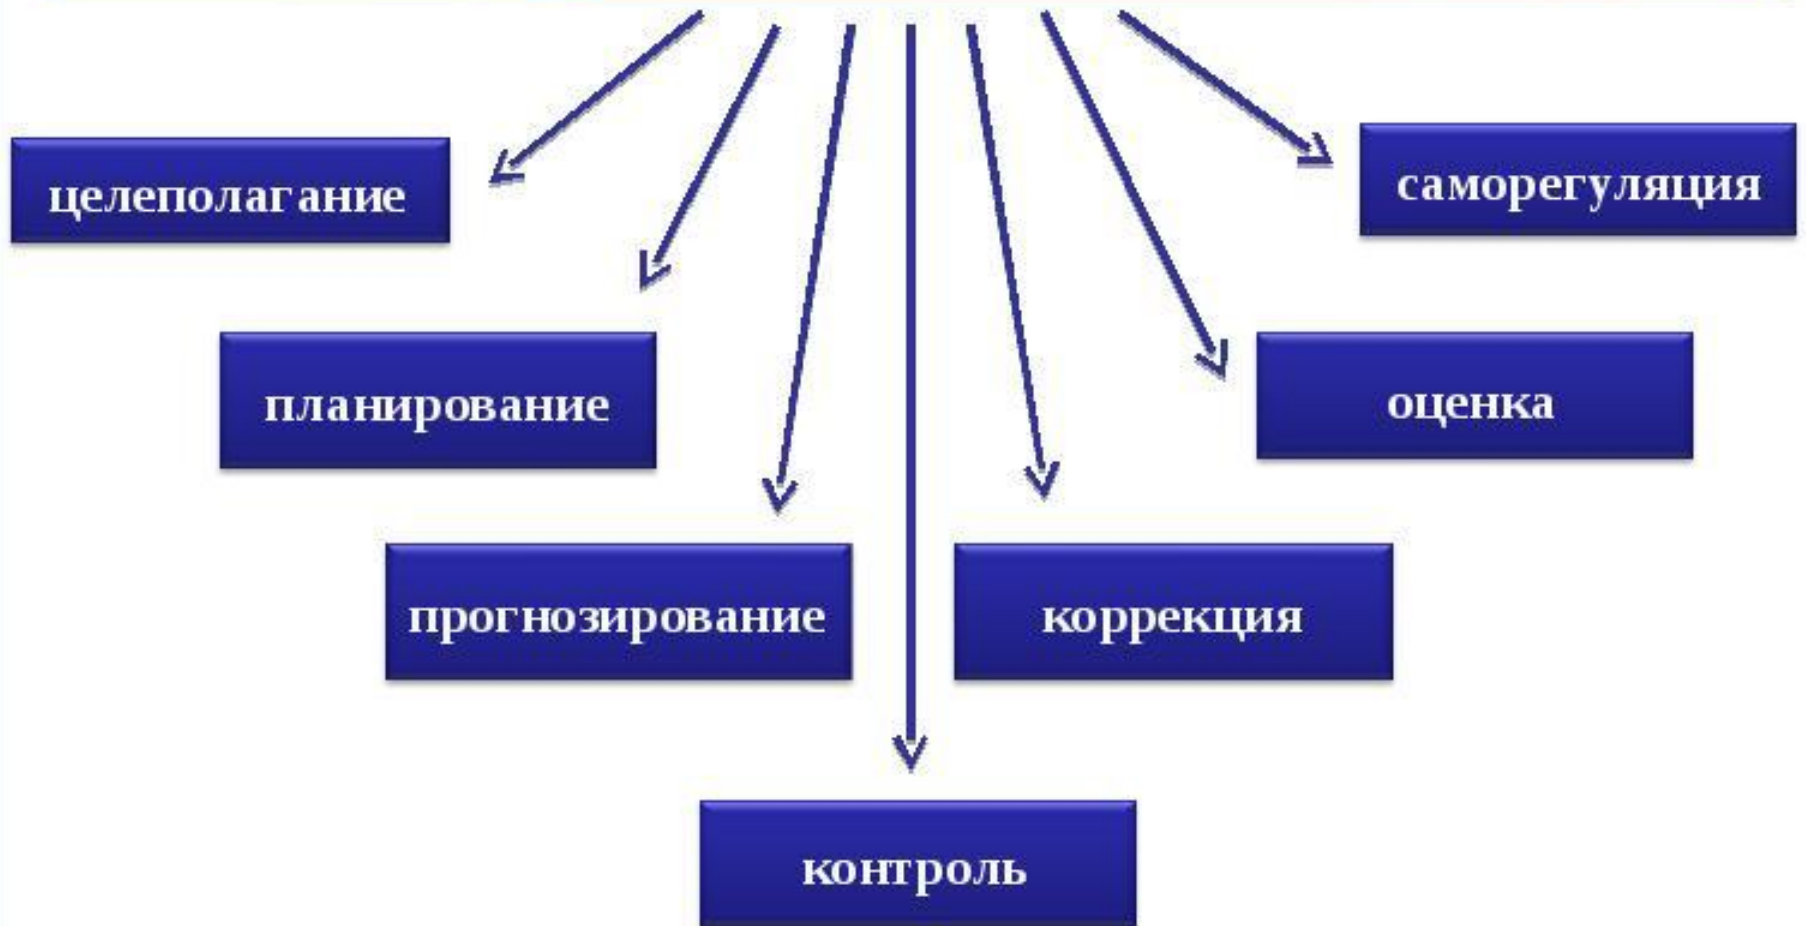 целеполагание
саморегуляция
планирование
оценка
прогнозирование
коррекция
контроль